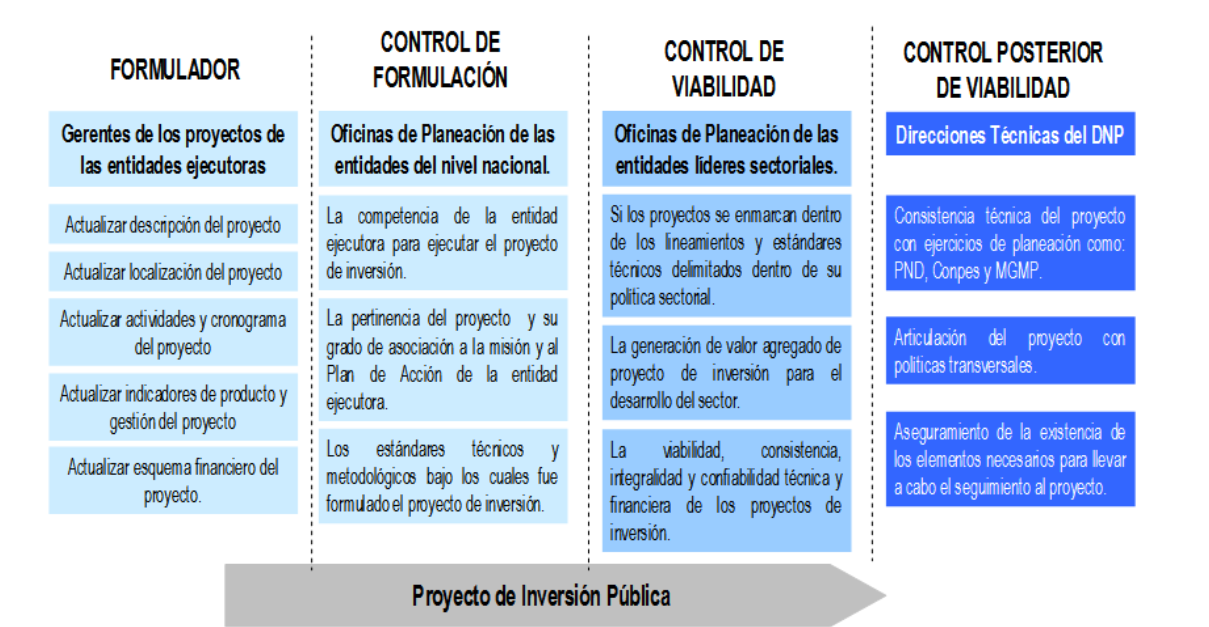 FORMULADOR
Gerentes de los proyectos de
las entidades ejecutoras
Actualizar descripción del proyecto
Actualizar localización del proyecto
Actualizar actividades y cronograma
del proyecto
Actualizar indicadores de producto y
gestión del proyecto
Actualizar esquema financiero del
proyecto.
CONTROL DE
FORMULACIÓN
Oficinas de Planeación de las
entidades del nivel nacional.
La competencia de la entidad
ejecutora para ejecutar el proyecto
de inversión.
La pertinencia del proyecto y su
grado de asociación a la misión y al
Plan de Acción de la entidad
ejecutora.
Los estándares técnicos y
metodológicos bajo los cuales fue
formulado el proyecto de inversión.
CONTROL DE
VIABILIDAD
Oficinas de Planeación de las
entidades líderes sectoriales.
Si los proyectos se enmarcan dentro
de los lineamientos y estándares
técnicos delimitados dentro de su
política sectorial.
La generación de valor agregado de
proyecto de inversión para el
desarrollo del sector.
La viabilidad, consistencia,
integralidad y confiabilidad técnica y
financiera de los proyectos de
inversión.
CONTROL POSTERIOR
DE VIABILIDAD
Direcciones Técnicas del DNP
Consistencia técnica del proyecto
con ejercicios de planeación como:
PND, Conpes y MGMP.
Articulación del proyecto con
políticas transversales.
Aseguramiento de la existencia de
los elementos necesarios para llevar
a cabo el seguimiento al proyecto.
Proyecto de Inversión Pública